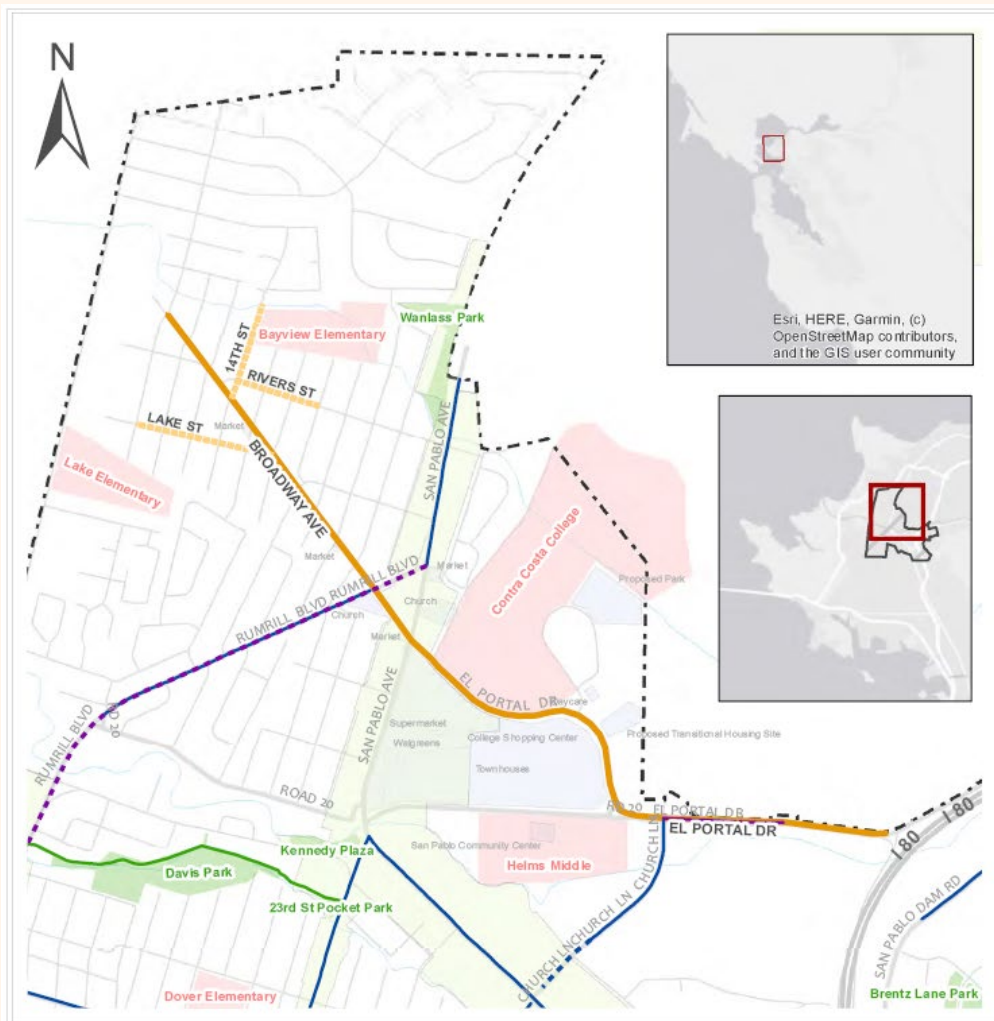 N
Esri, HERE, Garmin, (c)
OpenStreetMap contributors,
and the GIS user community
Wanlass Park
14TH ST
Bayview Elementary
RIVERS ST
LAKE ST
Market
SAN PABLO AVE
BROADWAY AVE
Lake Elementary
Contra Costa College
Market
Market
Proposed Park
RUMRILL BLVD RUMRILL BLVD
Church
Church
Market
EL PORTAL DR
Daycare
SAN PABLO AVE
RUMRILL BLVD
RD 20
Supermarket
Walgreens
College Shopping Center
Proposed Transitional Housing Site
Townhouses
ROAD 20
RD 20
EL PORTAL DR
EL PORTAL DR
I 80
I 80
Kennedy Plaza
San Pablo Community Center
Helms Middle
CHURCH LN
CHURCH LN
CHURCH LN
Davis Park
23rd St Pocket Park
SAN PABLO DAM RD
Dover Elementary
Brentz Lane Park